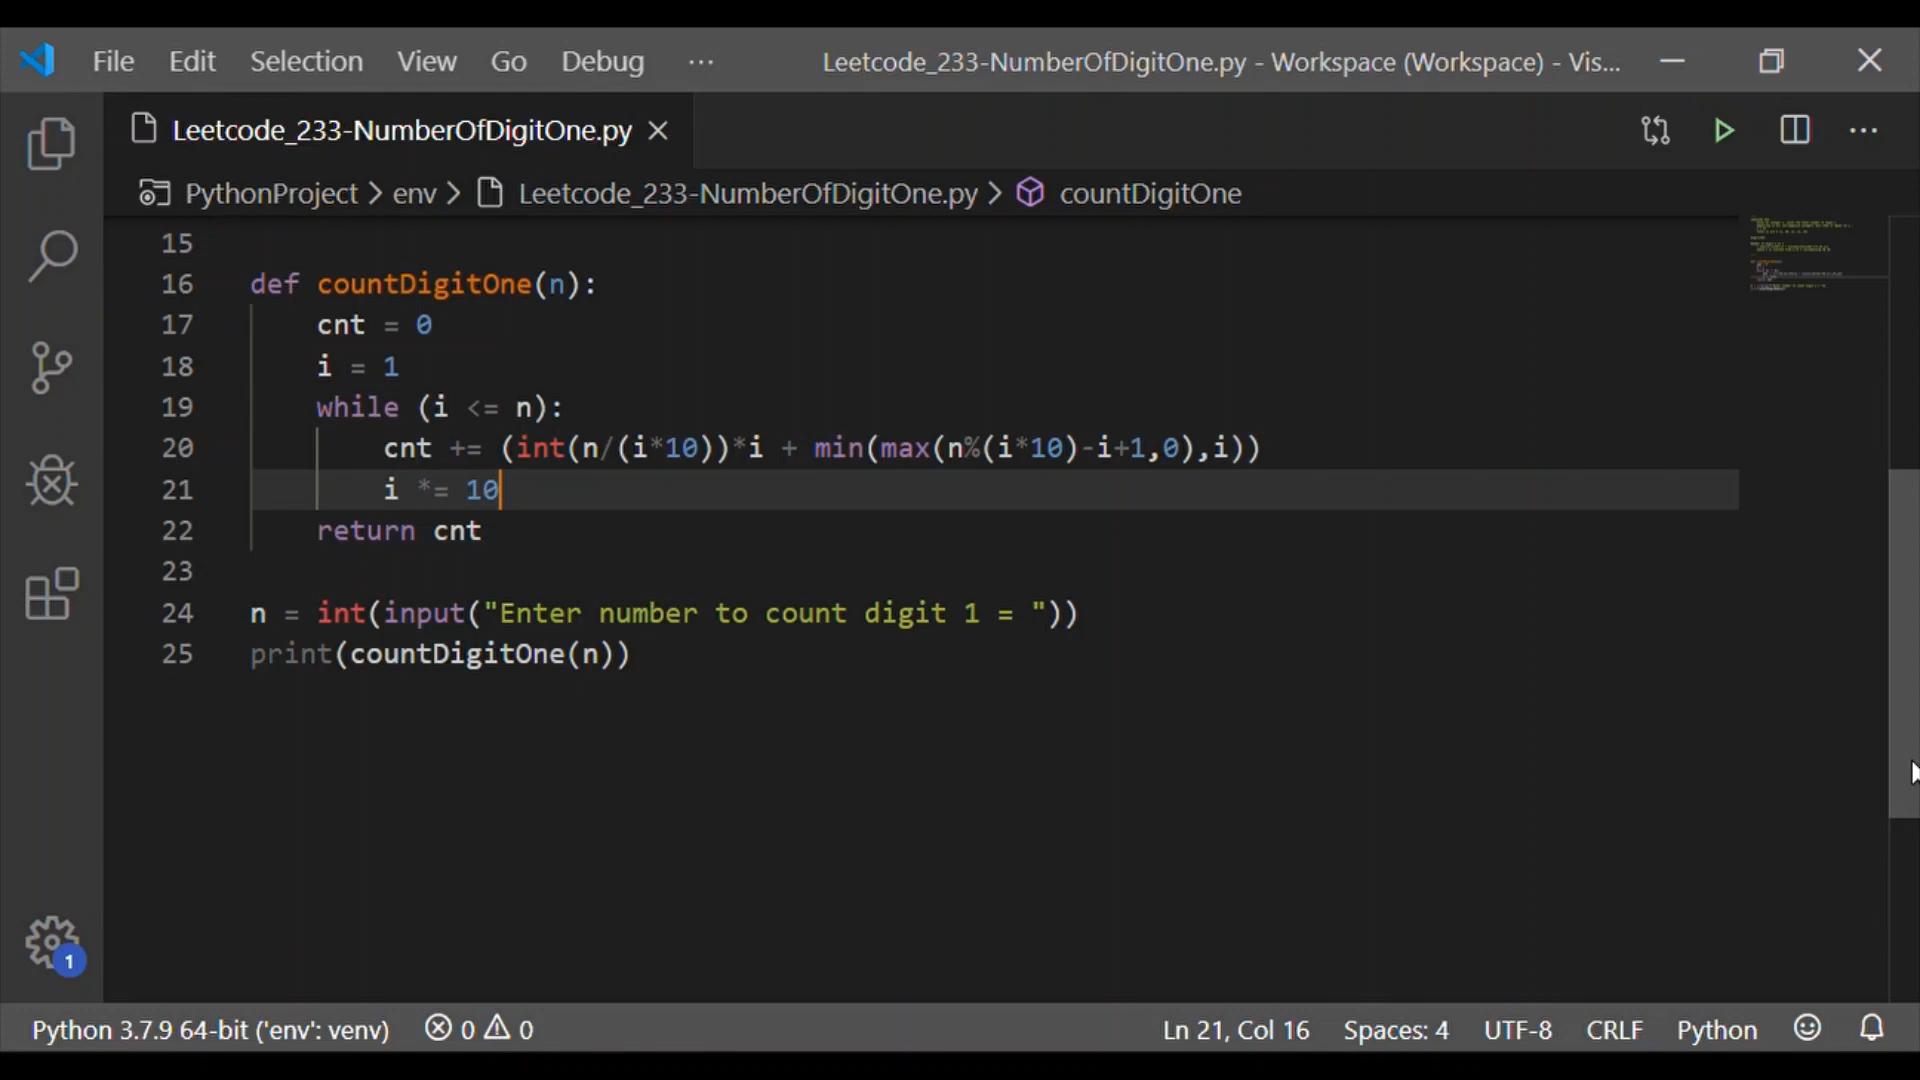 File Edit Selection View Go Debug ··· Leetcode_233-NumberOfDigitOne.py - Workspace (Workspace) - Vis...
Leetcode_233-NumberOfDigitOne.py
PythonProject > env > Leetcode_233-NumberOfDigitOne.py > countDigitOne
15
16 def countDigitOne(n):
17 cnt = 0
18 i = 1
19 while (i <= n):
20 cnt += (int(n/(i*10))*i + min(max(n%(i*10)-i+1,0),i))
21 i *= 10
22 return cnt
23
24 n = int(input("Enter number to count digit 1 = "))
25 print(countDigitOne(n))
1
Python 3.7.9 64-bit ('env': venv) 0 0 Ln 21, Col 16 Spaces: 4 UTF-8 CRLF Python